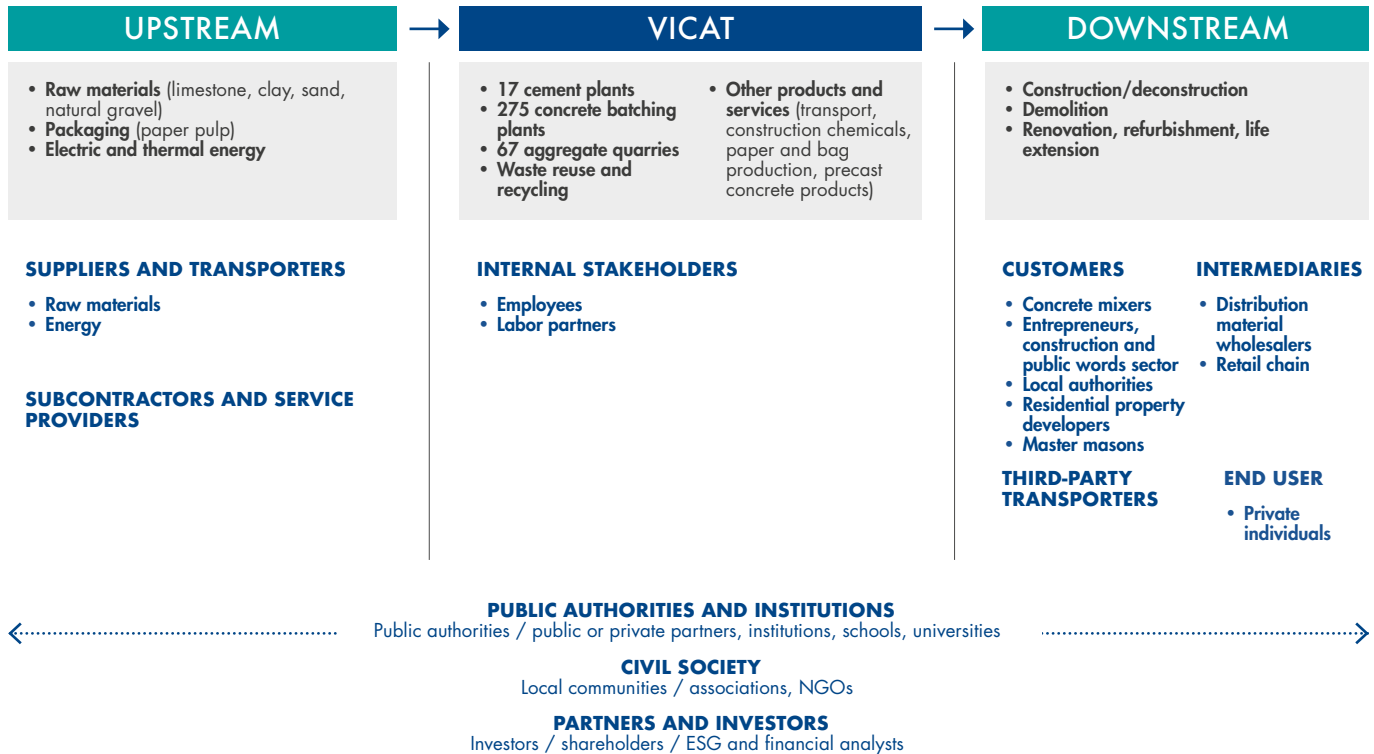 UPSTREAM
• Raw materials (limestone, clay, sand,
natural gravel)
• Packaging (paper pulp)
• Electric and thermal energy
SUPPLIERS AND TRANSPORTERS
• Raw materials
• Energy
SUBCONTRACTORS AND SERVICE
PROVIDERS
VICAT
• 17 cement plants
• 275 concrete batching
plants
• 67 aggregate quarries
• Waste reuse and
recycling
• Other products and
services (transport,
construction chemicals,
paper and bag
production, precast
concrete products)
INTERNAL STAKEHOLDERS
• Employees
• Labor partners
DOWNSTREAM
• Construction/deconstruction
• Demolition
• Renovation, refurbishment, life
extension
CUSTOMERS
• Concrete mixers
• Entrepreneurs,
construction and
public words sector
• Local authorities
• Residential property
developers
• Master masons
INTERMEDIARIES
• Distribution
material
wholesalers
• Retail chain
THIRD-PARTY
TRANSPORTERS
END USER
• Private
individuals
PUBLIC AUTHORITIES AND INSTITUTIONS
Public authorities / public or private partners, institutions, schools, universities
CIVIL SOCIETY
Local communities / associations, NGOs
PARTNERS AND INVESTORS
Investors / shareholders / ESG and financial analysts